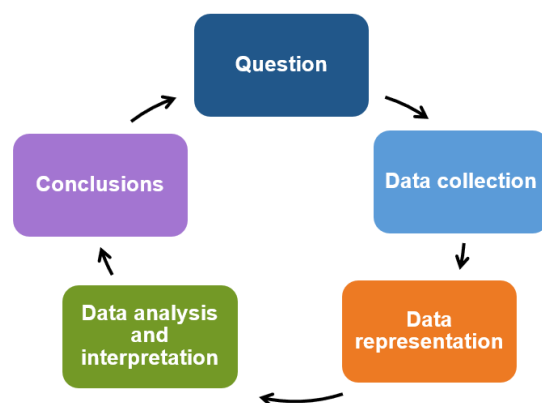 Question
Data collection
Data
representation
Data analysis
and
interpretation
Conclusions